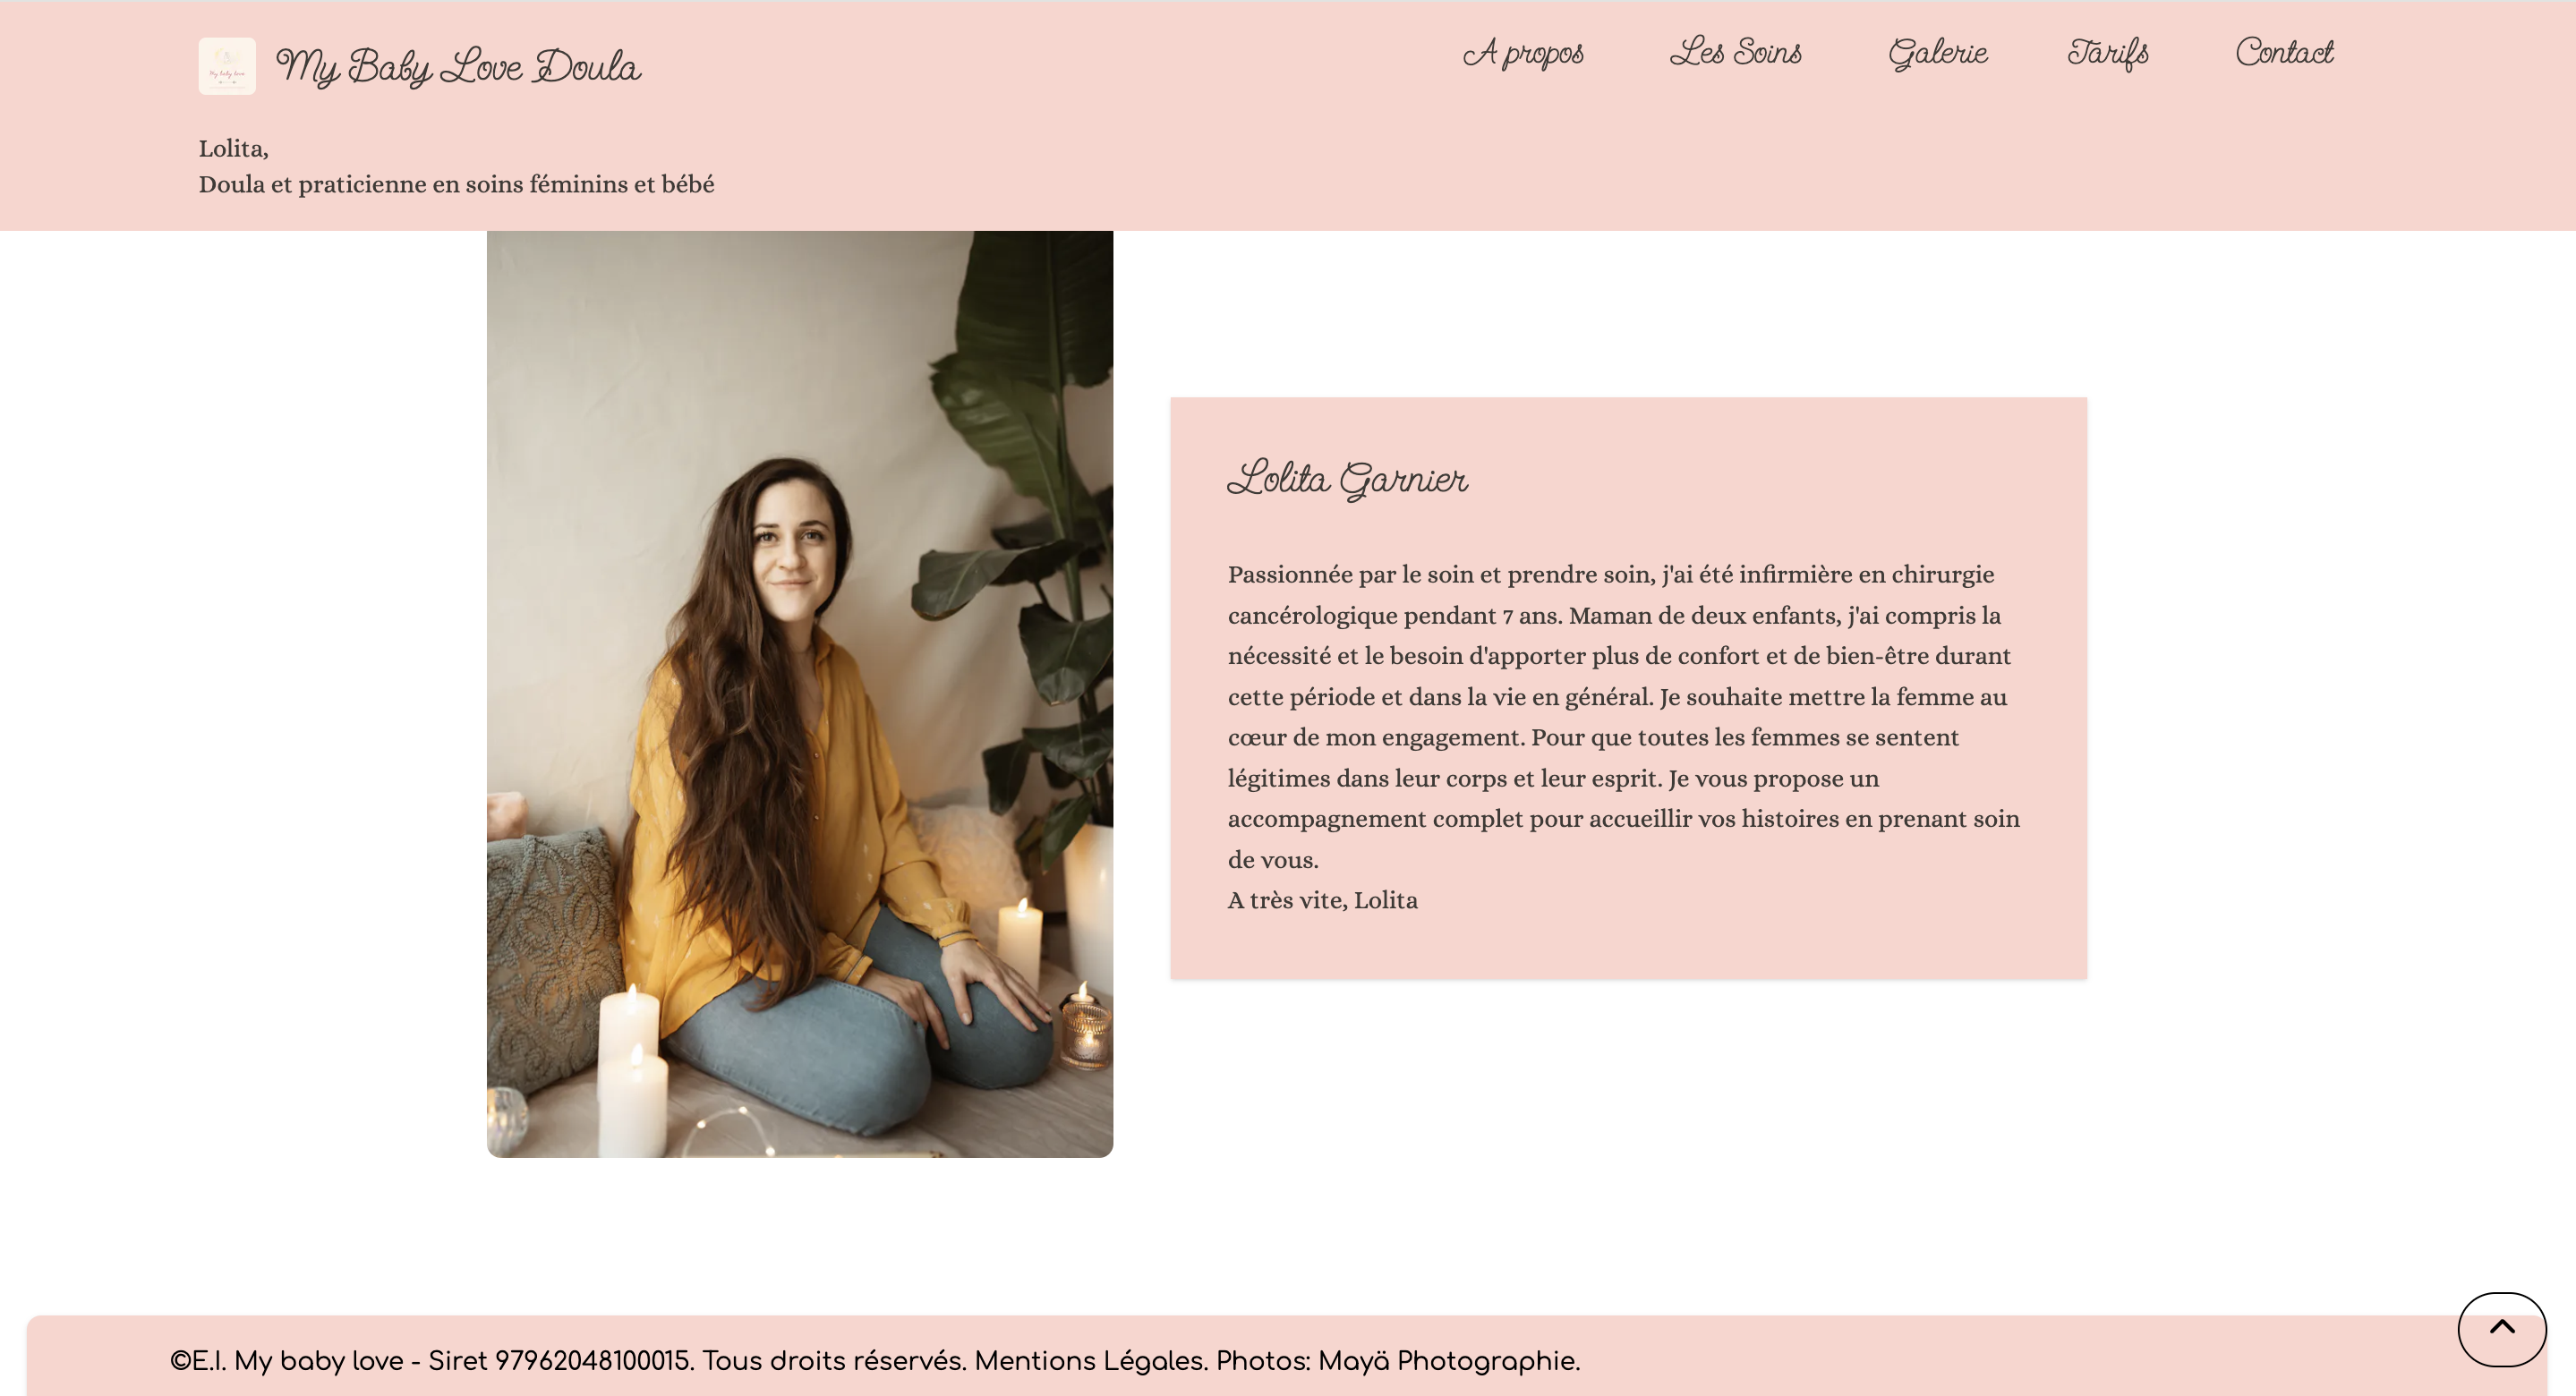 My baby love
My Baby Love Doula
A propos
Les Soins
Galerie
Tarifs
Contact
Lolita,
Doula et praticienne en soins féminins et bébé
Lolita Garnier
Passionnée par le soin et prendre soin, j'ai été infirmière en chirurgie
cancérologique pendant 7 ans. Maman de deux enfants, j'ai compris la
nécessité et le besoin d'apporter plus de confort et de bien-être durant
cette période et dans la vie en général. Je souhaite mettre la femme au
cœur de mon engagement. Pour que toutes les femmes se sentent
légitimes dans leur corps et leur esprit. Je vous propose un
accompagnement complet pour accueillir vos histoires en prenant soin
de vous.
A très vite, Lolita
©E.I. My baby love - Siret 97962048100015. Tous droits réservés. Mentions Légales. Photos: Mayä Photographie.